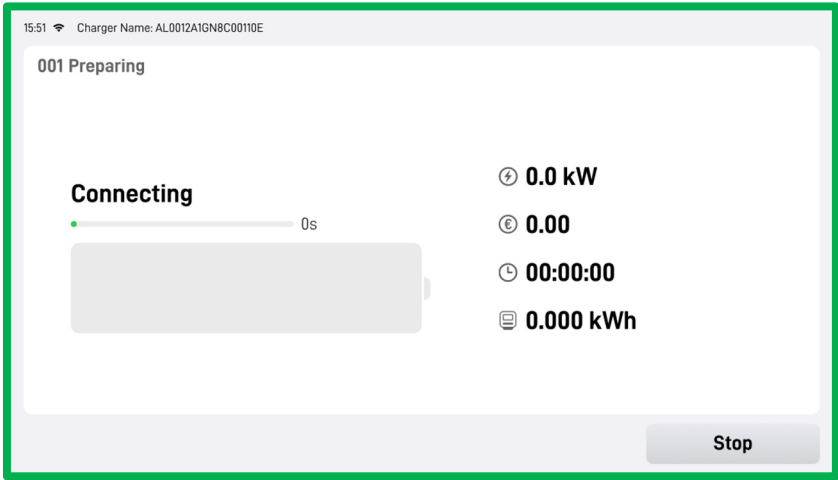 15:51 Charger Name: AL0012A1GN8C00110E
001 Preparing
Connecting
0s
0.0 kW
€ 0.00
00:00:00
0.000 kWh
Stop